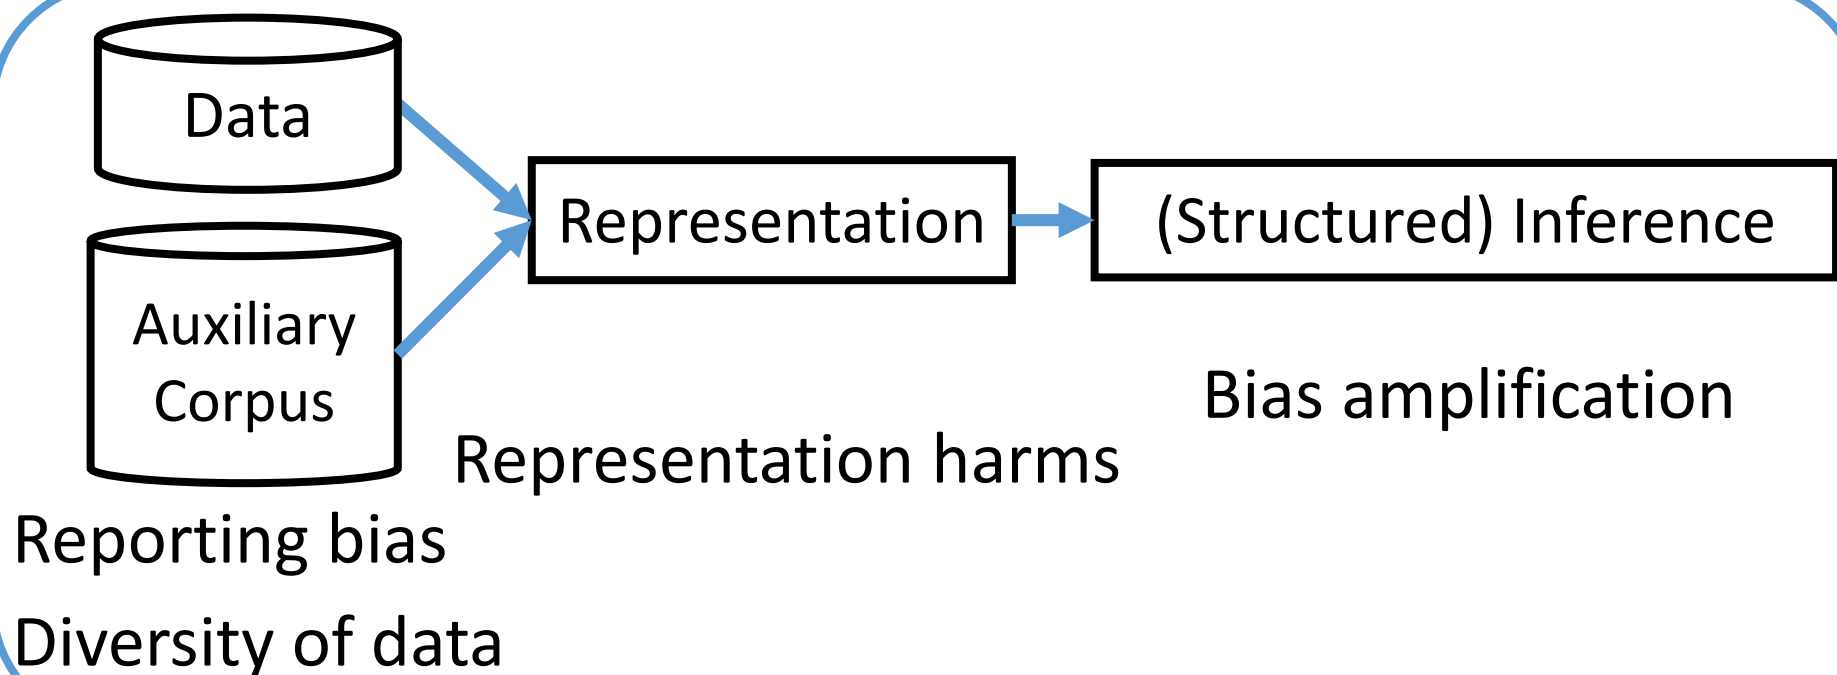 Data
Representation
(Structured) Inference
Auxiliary
Corpus
Bias amplification
Representation harms
Reporting bias
Diversity of data